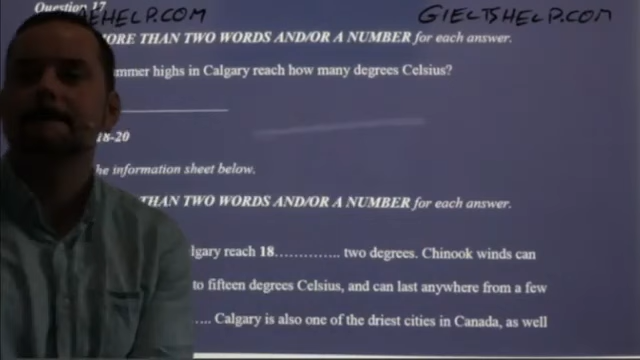 Question 17
AEHELP.COM
GIELTSHELP.COM
MORE THAN TWO WORDS AND/OR A NUMBER for each answer.
ummer highs in Calgary reach how many degrees Celsius?
18-20
he information sheet below.
THAN TWO WORDS AND/OR A NUMBER for each answer.
lgary reach 18………….. two degrees. Chinook winds can
to fifteen degrees Celsius, and can last anywhere from a few
…. Calgary is also one of the driest cities in Canada, as well